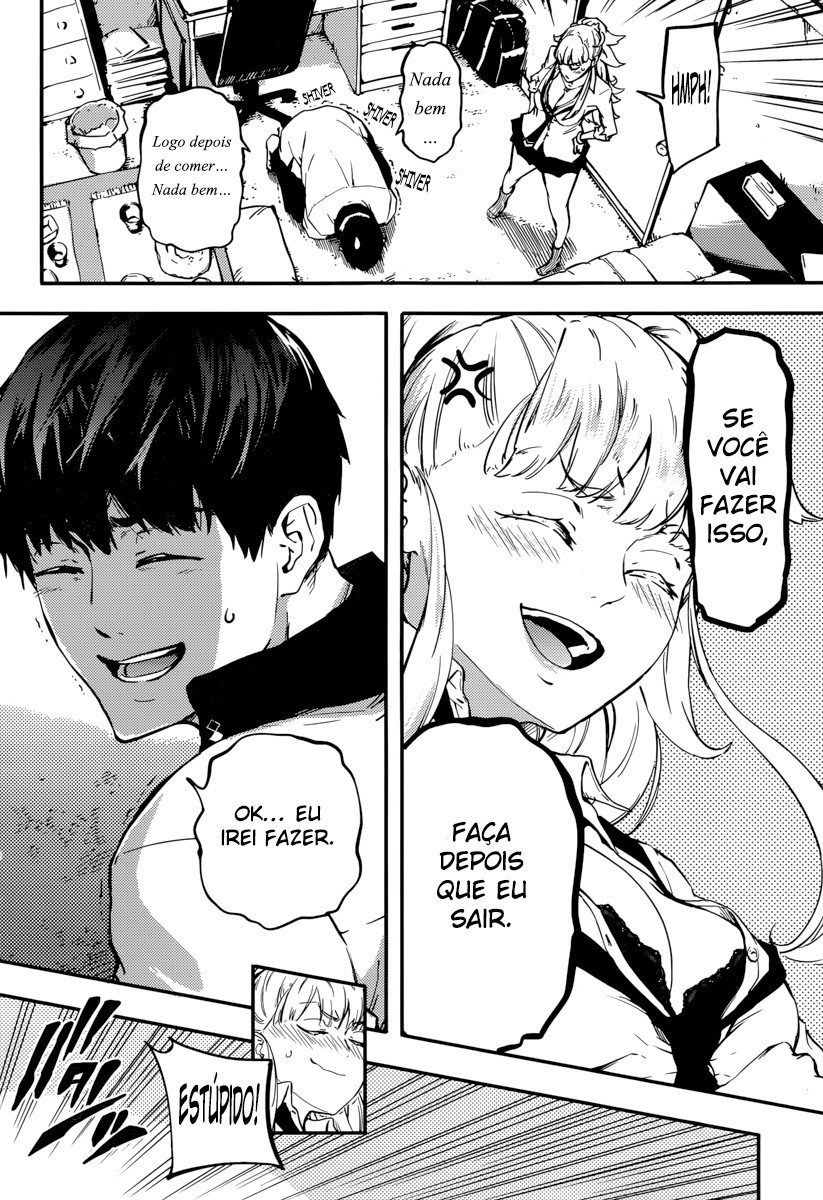 HMPH!
Nada
bem
...
SHIVER
SHIVER
SHIVER
Logo depois
de comer...
Nada bem...
SE
VOCÊ
VAI
FAZER
ISSO,
FAÇA
DEPOIS
QUE EU
SAIR.
OK... EU
IREI FAZER.
ESTÚPIDO!